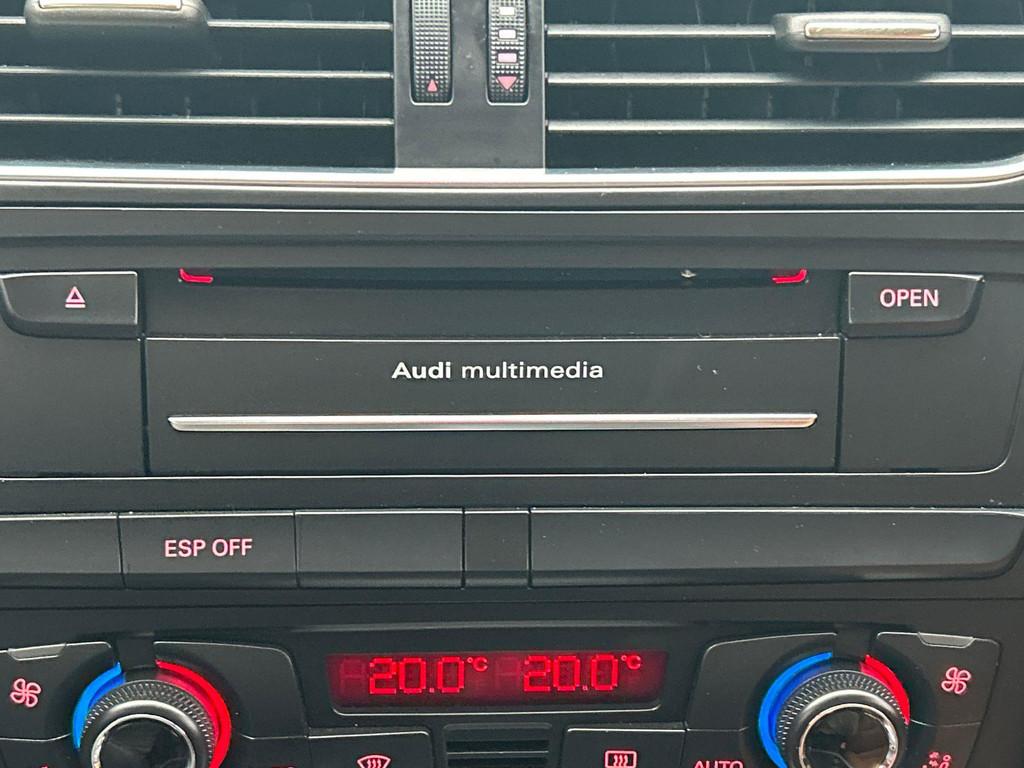 OPEN
Audi multimedia
ESP OFF
20.0°C 20.0°C
AUTO